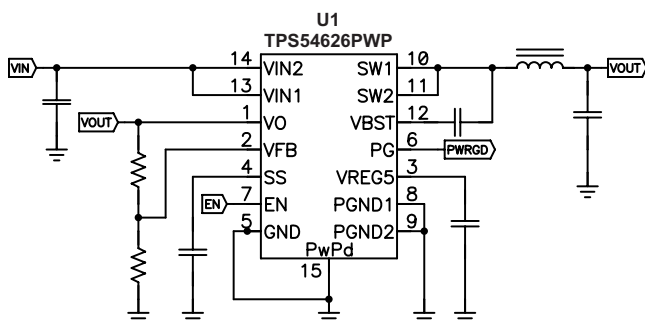 U1
TPS54626PWP
VIN
14 VIN2 SW1 10
13 VIN1 SW2 11
VOUT
VOUT 1 VO VBST 12
2 VFB PG 6 PWRGD
4 SS VREG5 3
EN 7 EN PGND1 8
5 GND PGND2 9
PwPd
15